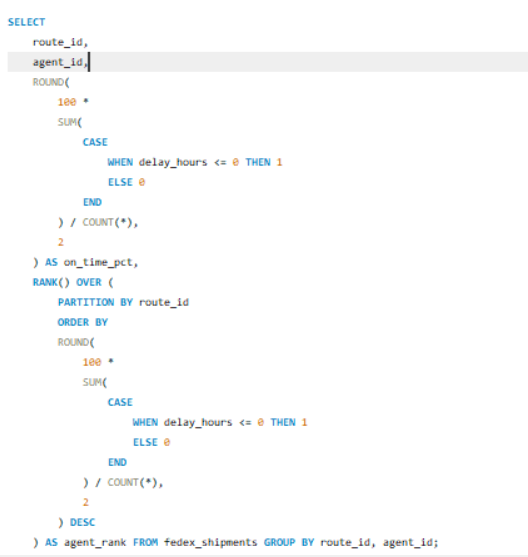 SELECT
route_id,
agent_id,
ROUND(
100 *
SUM(
CASE
WHEN delay_hours <= 0 THEN 1
ELSE 0
END
) / COUNT(*),
2
) AS on_time_pct,
RANK() OVER (
PARTITION BY route_id
ORDER BY
ROUND(
100 *
SUM(
CASE
WHEN delay_hours <= 0 THEN 1
ELSE 0
END
) / COUNT(*),
2
) DESC
) AS agent_rank FROM fedex_shipments GROUP BY route_id, agent_id;